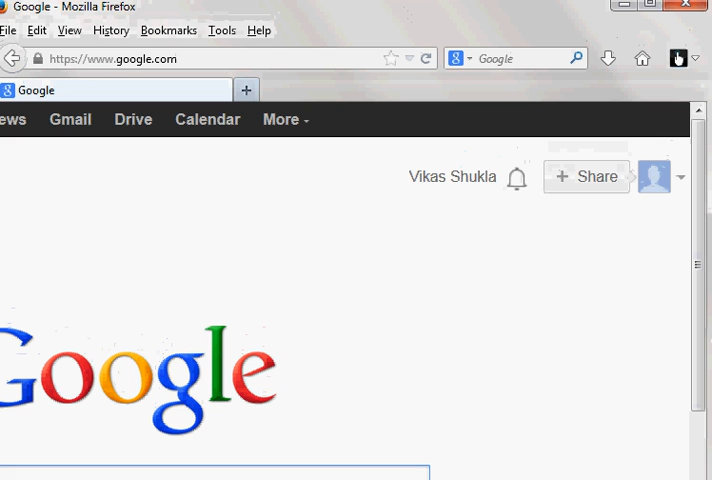 Google - Mozilla Firefox
File Edit View History Bookmarks Tools Help
https://www.google.com
Google
Google
ews Gmail Drive Calendar More
Vikas Shukla
+ Share
Google